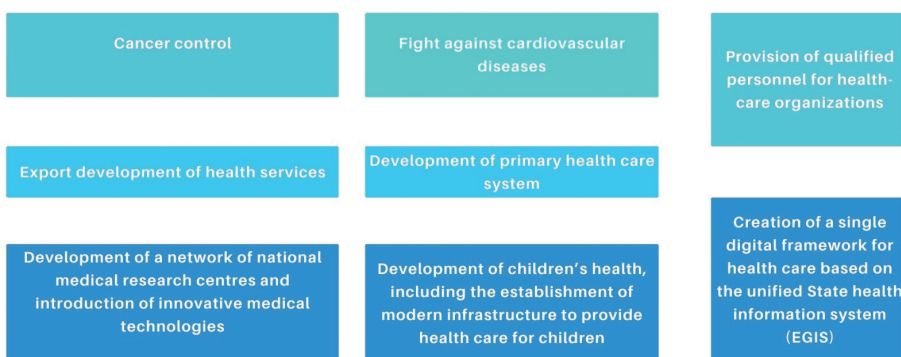 Cancer control
Fight against cardiovascular
diseases
Provision of qualified
personnel for health-
care organizations
Export development of health services
Development of primary health care
system
Development of a network of national
medical research centres and
introduction of innovative medical
technologies
Development of children's health,
including the establishment of
modern infrastructure to provide
health care for children
Creation of a single
digital framework for
health care based on
the unified State health
information system
(EGIS)